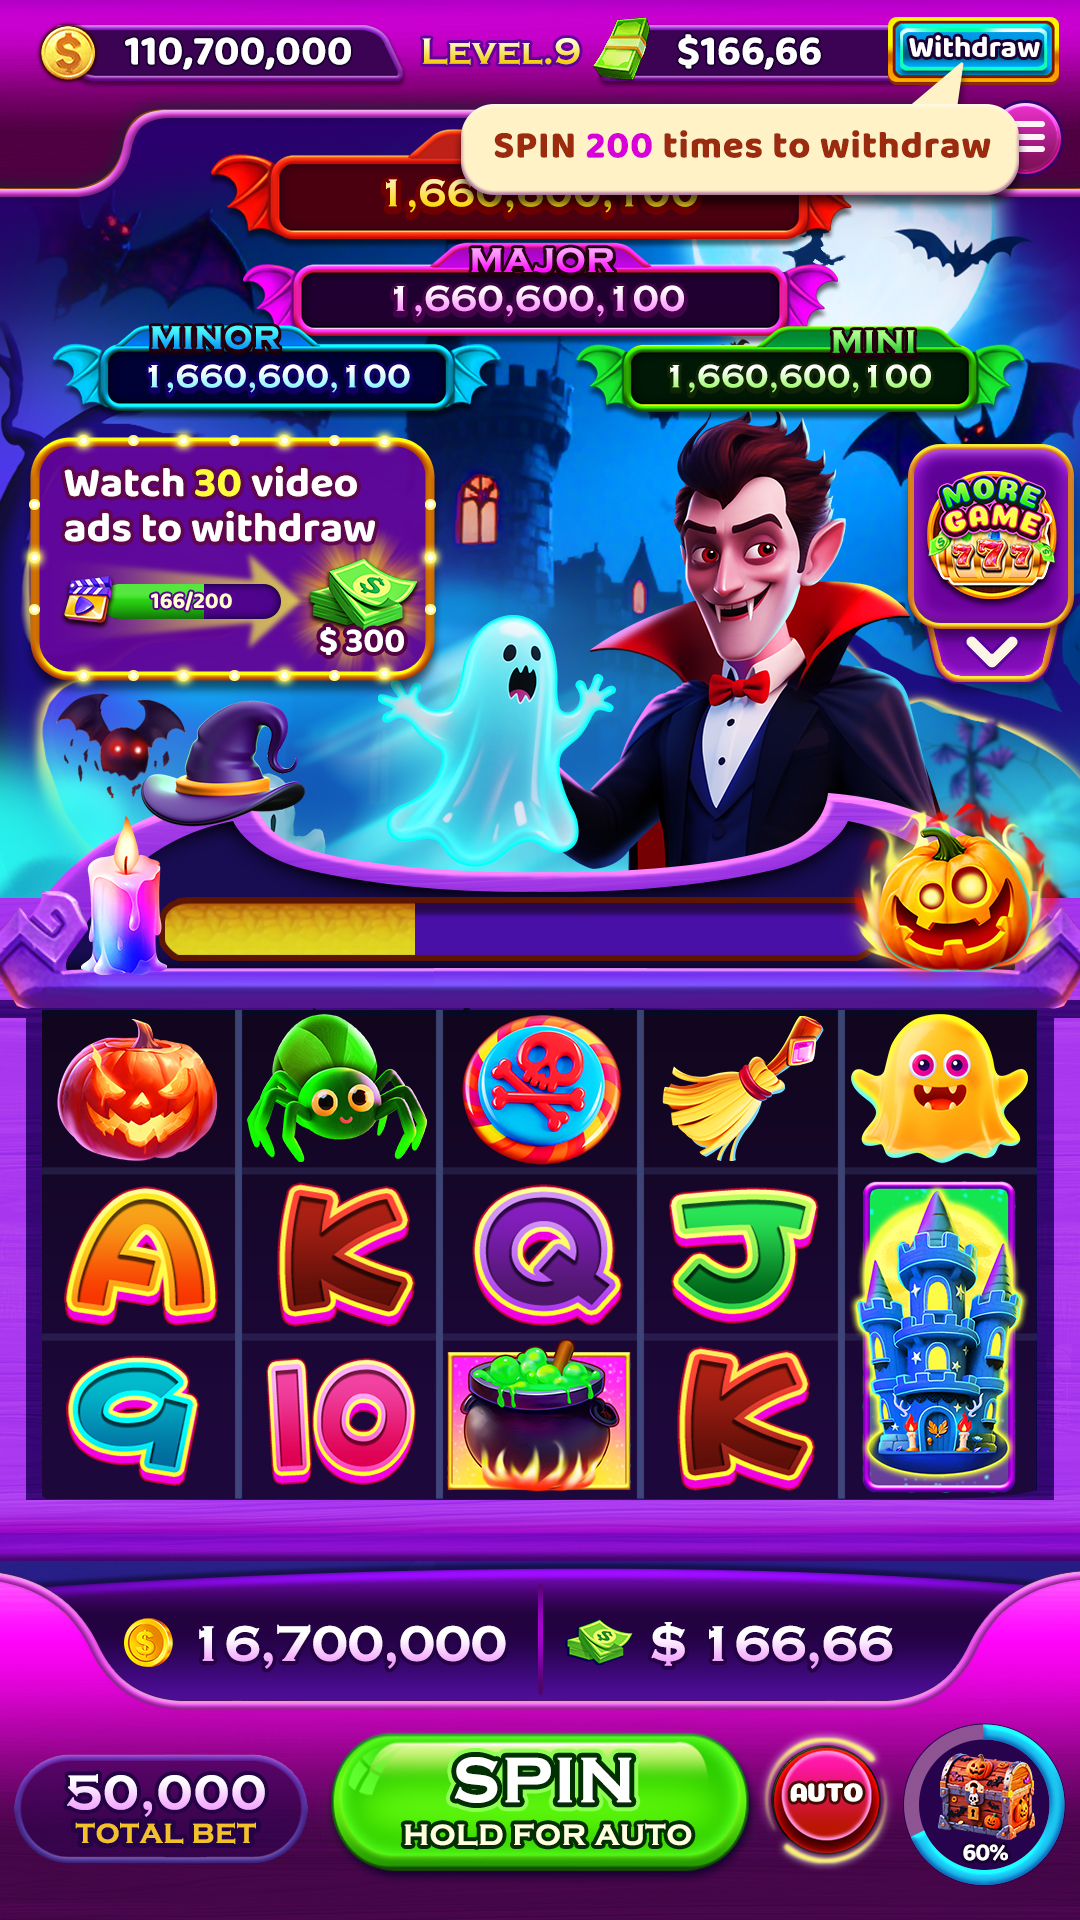 110,700,000
LEVEL.9
$166,66
Withdraw
SPIN 200 times to withdraw
MAJOR
1,660,600,100
MINOR
1,660,600,100
MINI
1,660,600,100
Watch 30 video
ads to withdraw
166/200
$ 300
MORE
GAME
777
A K Q J
9 10 K
16,700,000
$ 166,66
50,000
TOTAL BET
SPIN
HOLD FOR AUTO
AUTO
60%